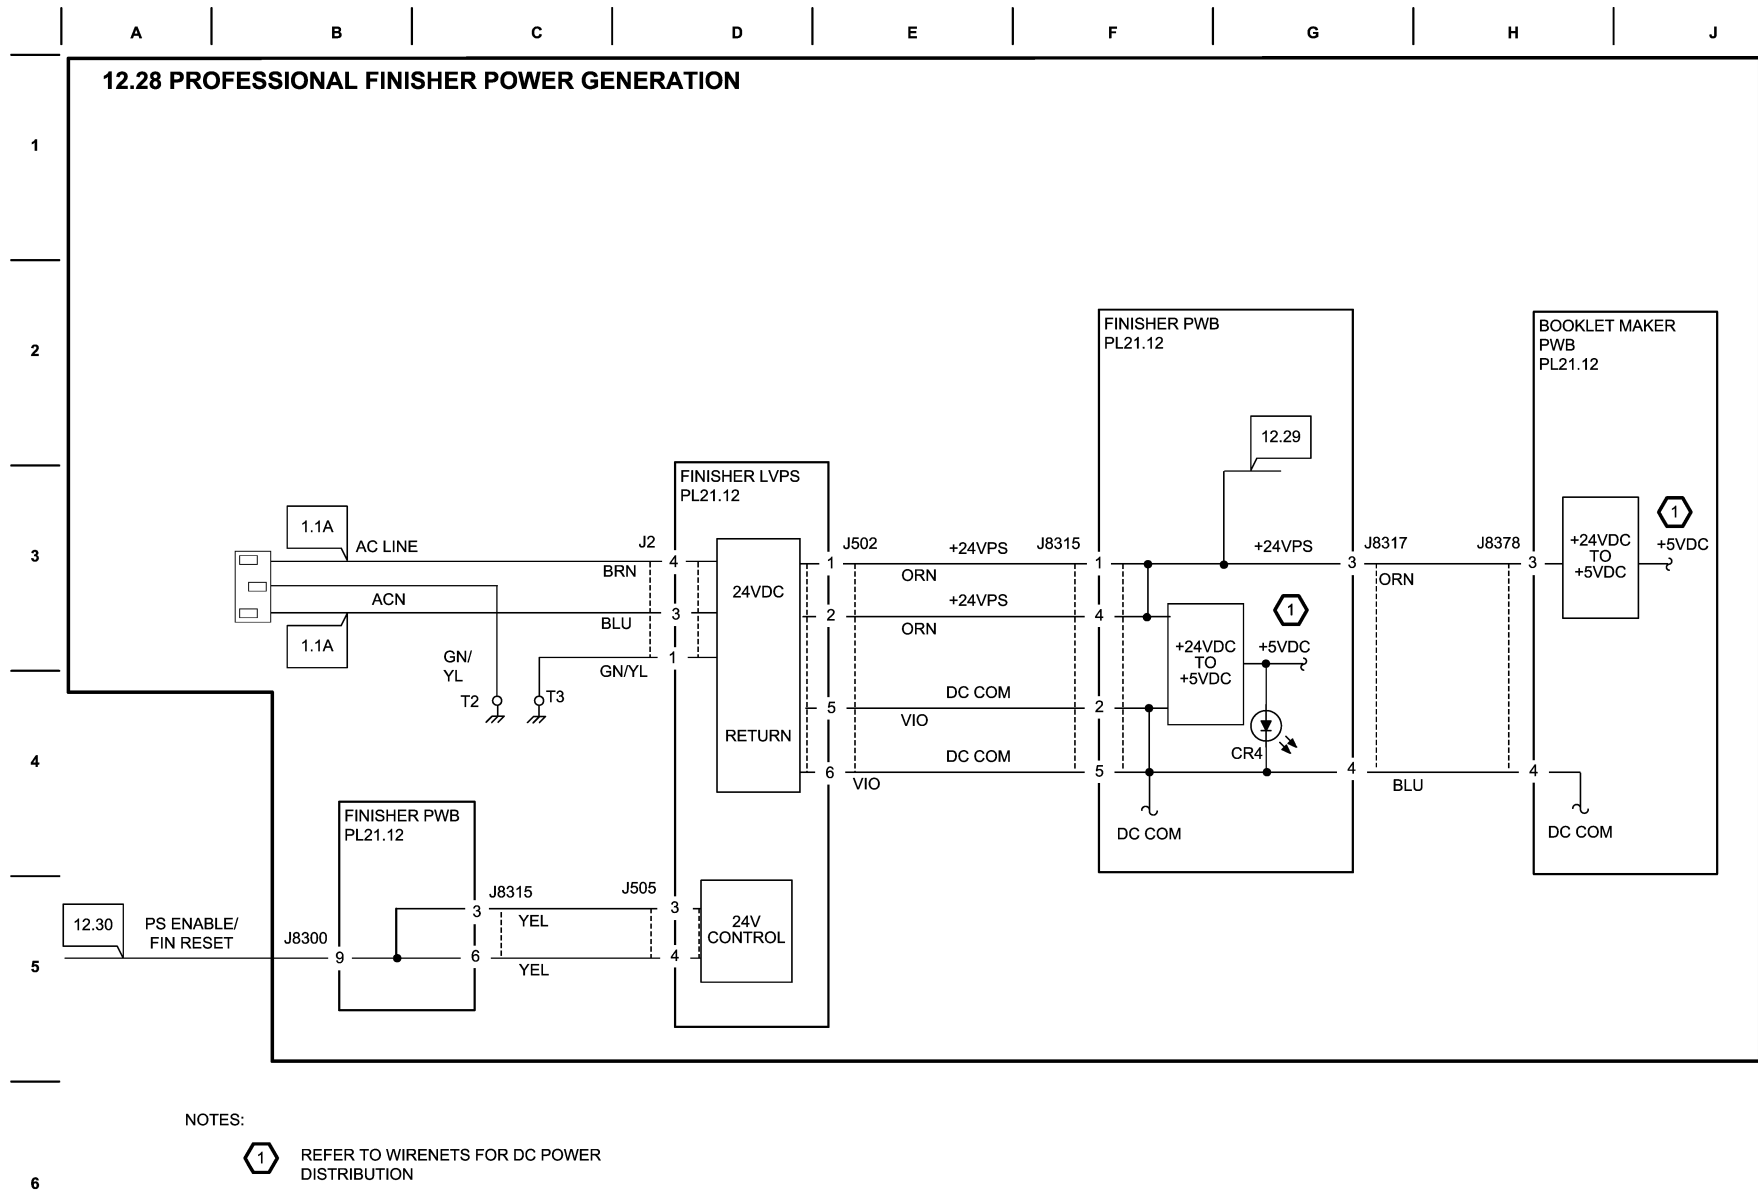 A B C D E F G H J
12.28 PROFESSIONAL FINISHER POWER GENERATION
1
2
3
4
5
6
FINISHER PWB
PL21.12
BOOKLET MAKER
PWB
PL21.12
12.29
FINISHER LVPS
PL21.12
1.1A
AC LINE
J2
4
BRN
ACN
3
BLU
1.1A
GN/
YL
1
GN/YL
T2
T3
24VDC
RETURN
1
J502
+24VPS
J8315
1
ORN
2
+24VPS
4
ORN
5
DC COM
2
VIO
6
DC COM
5
VIO
+24VPS
3
J8317
J8378
3
ORN
1
+24VDC
TO
+5VDC
+5VDC
CR4
4
BLU
4
DC COM
+24VDC
TO
+5VDC
1
+5VDC
DC COM
FINISHER PWB
PL21.12
12.30
PS ENABLE/
FIN RESET
J8300
9
3
J8315
YEL
J505
3
6
YEL
4
24V
CONTROL
NOTES:
1
REFER TO WIRENETS FOR DC POWER
DISTRIBUTION